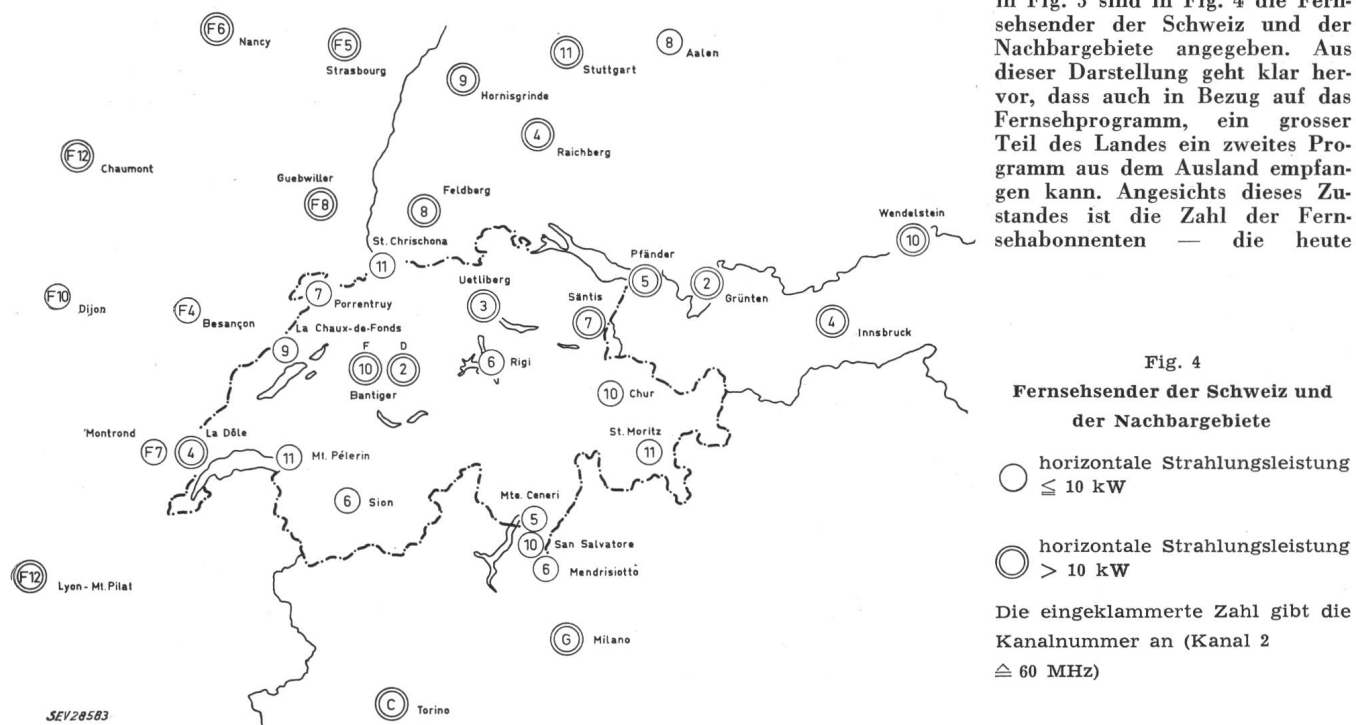 in Fig. 3 sind in Fig. 4 die Fern-
sehsender der Schweiz und der
Nachbargebiete angegeben. Aus
dieser Darstellung geht klar her-
vor, dass auch in Bezug auf das
Fernsehprogramm, ein grosser
Teil des Landes ein zweites Pro-
gramm aus dem Ausland empfan-
gen kann. Angesichts dieses Zu-
standes ist die Zahl der Fern-
sehabonnenten — die heute
F6 Nancy
F5 Strasbourg
11 Stuttgart
8 Aalen
9 Hornisgrinde
4 Raichberg
F12 Chaumont
Guebwiller
F8
Feldberg
8
St. Chrischona
11
Wendelstein
10
Pfänder
5
2 Grünten
Uetliberg
3
Säntis
7
4 Innsbruck
F10 Dijon
F4 Besançon
7 Porrentruy
La Chaux-de-Fonds
9
F D
10 2
Bantiger
6 Rigi
10 Chur
St. Moritz
11
Montrond
F7
La Dôle
4
11 Mt. Pélerin
6 Sion
Mte. Ceneri
5
10 San Salvatore
6 Mendrisiotto
F12 Lyon-Mt. Pilat
G Milano
C Torino
SEV28583
Fig. 4
Fernsehsender der Schweiz und
der Nachbargebiete
horizontale Strahlungsleistung
≦ 10 kW
horizontale Strahlungsleistung
> 10 kW
Die eingeklammerte Zahl gibt die
Kanalnummer an (Kanal 2
≙ 60 MHz)